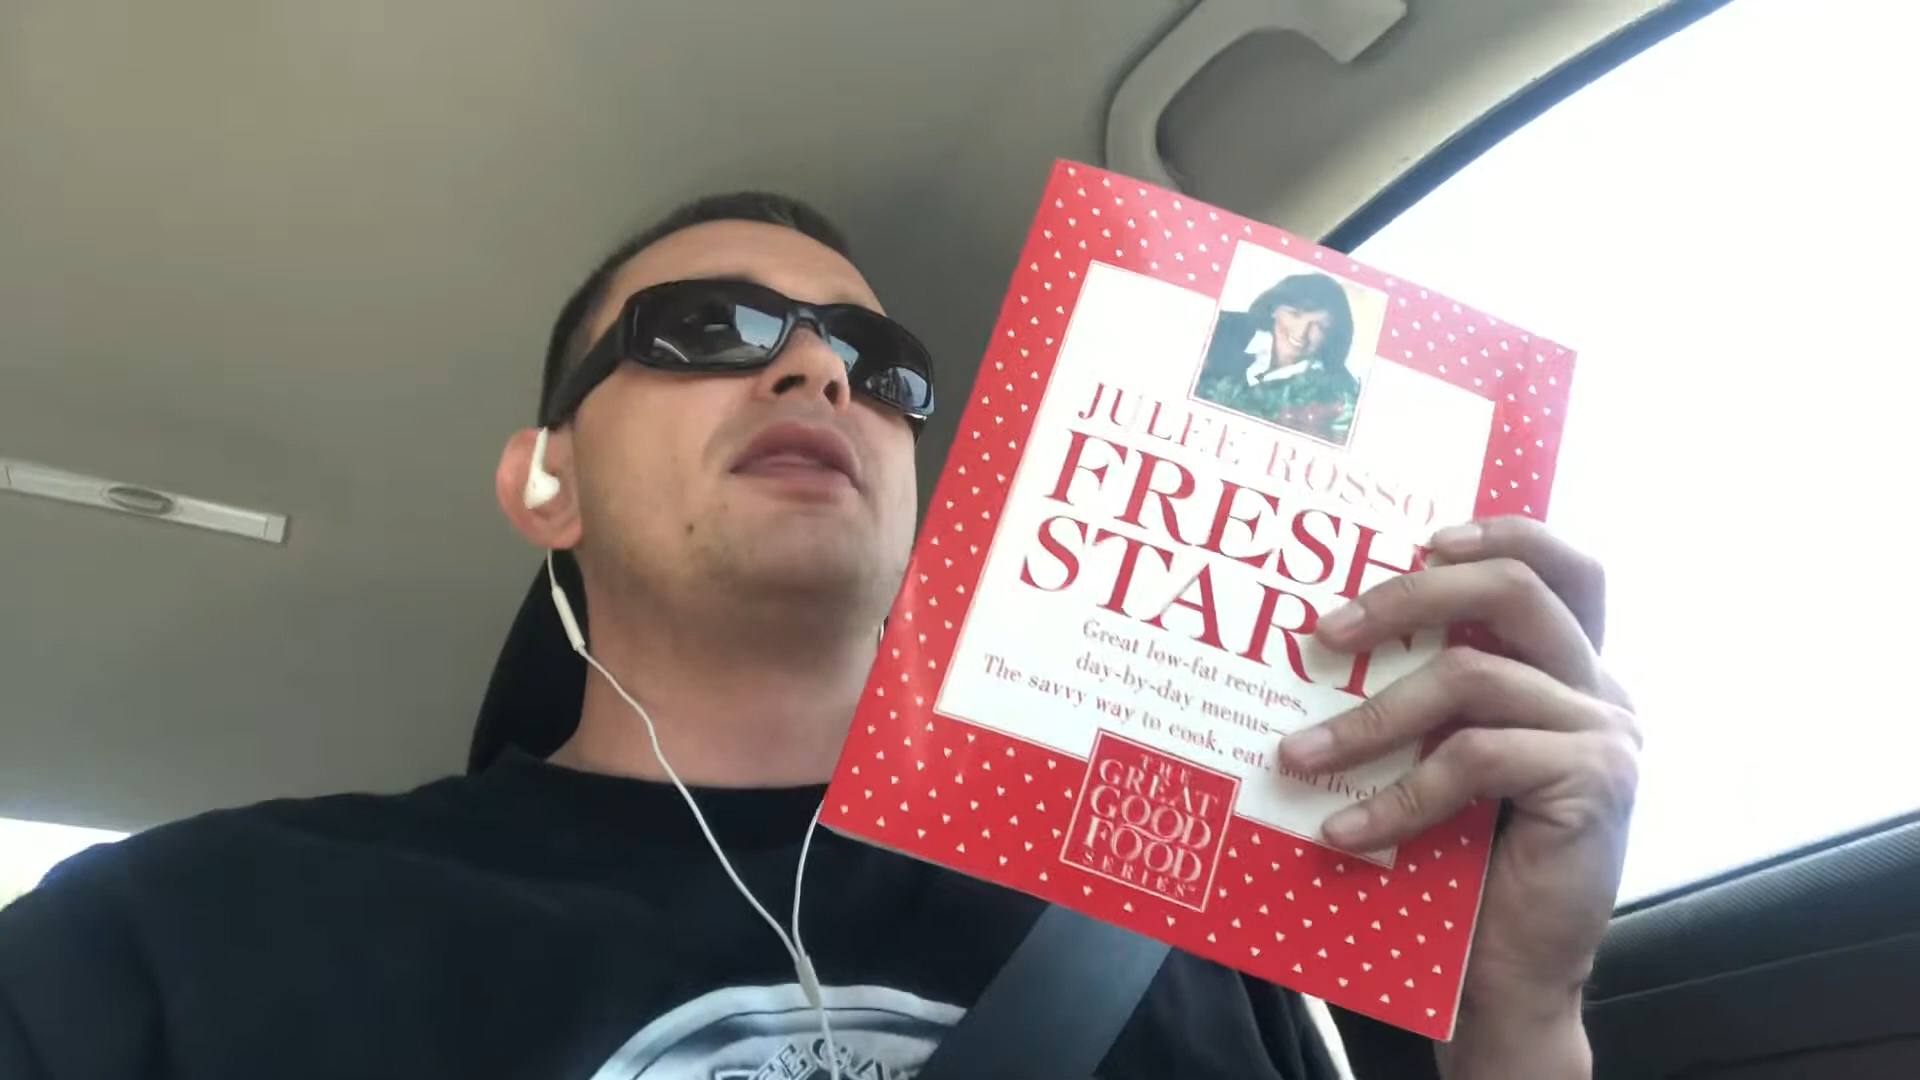 JULEE ROSSO
FRESH
START
Great low-fat recipes,
day-by-day menus—
The savvy way to cook, eat, and live!
THE
GREAT
GOOD
FOOD
SERIES